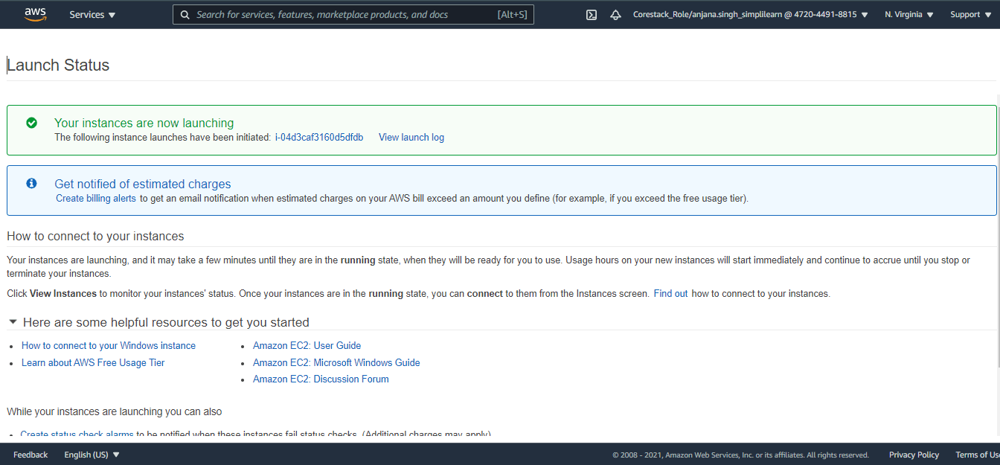 aws
Services
Search for services, features, marketplace products, and docs [Alt+S]
Corestack_Role/anjana.singh_simplilearn @ 4720-4491-8815
N. Virginia
Support
Launch Status
Your instances are now launching
The following instance launches have been initiated: i-04d3caf3160d5dfdb View launch log
Get notified of estimated charges
Create billing alerts to get an email notification when estimated charges on your AWS bill exceed an amount you define (for example, if you exceed the free usage tier).
How to connect to your instances
Your instances are launching, and it may take a few minutes until they are in the running state, when they will be ready for you to use. Usage hours on your new instances will start immediately and continue to accrue until you stop or
terminate your instances.
Click View Instances to monitor your instances' status. Once your instances are in the running state, you can connect to them from the Instances screen. Find out how to connect to your instances.
Here are some helpful resources to get you started
• How to connect to your Windows instance
• Learn about AWS Free Usage Tier
• Amazon EC2: User Guide
• Amazon EC2: Microsoft Windows Guide
• Amazon EC2: Discussion Forum
While your instances are launching you can also
• Create status check alarms to be notified when these instances fail status checks. (Additional charges may apply)
Feedback
English (US)
© 2008 - 2021, Amazon Web Services, Inc. or its affiliates. All rights reserved.
Privacy Policy
Terms of Us